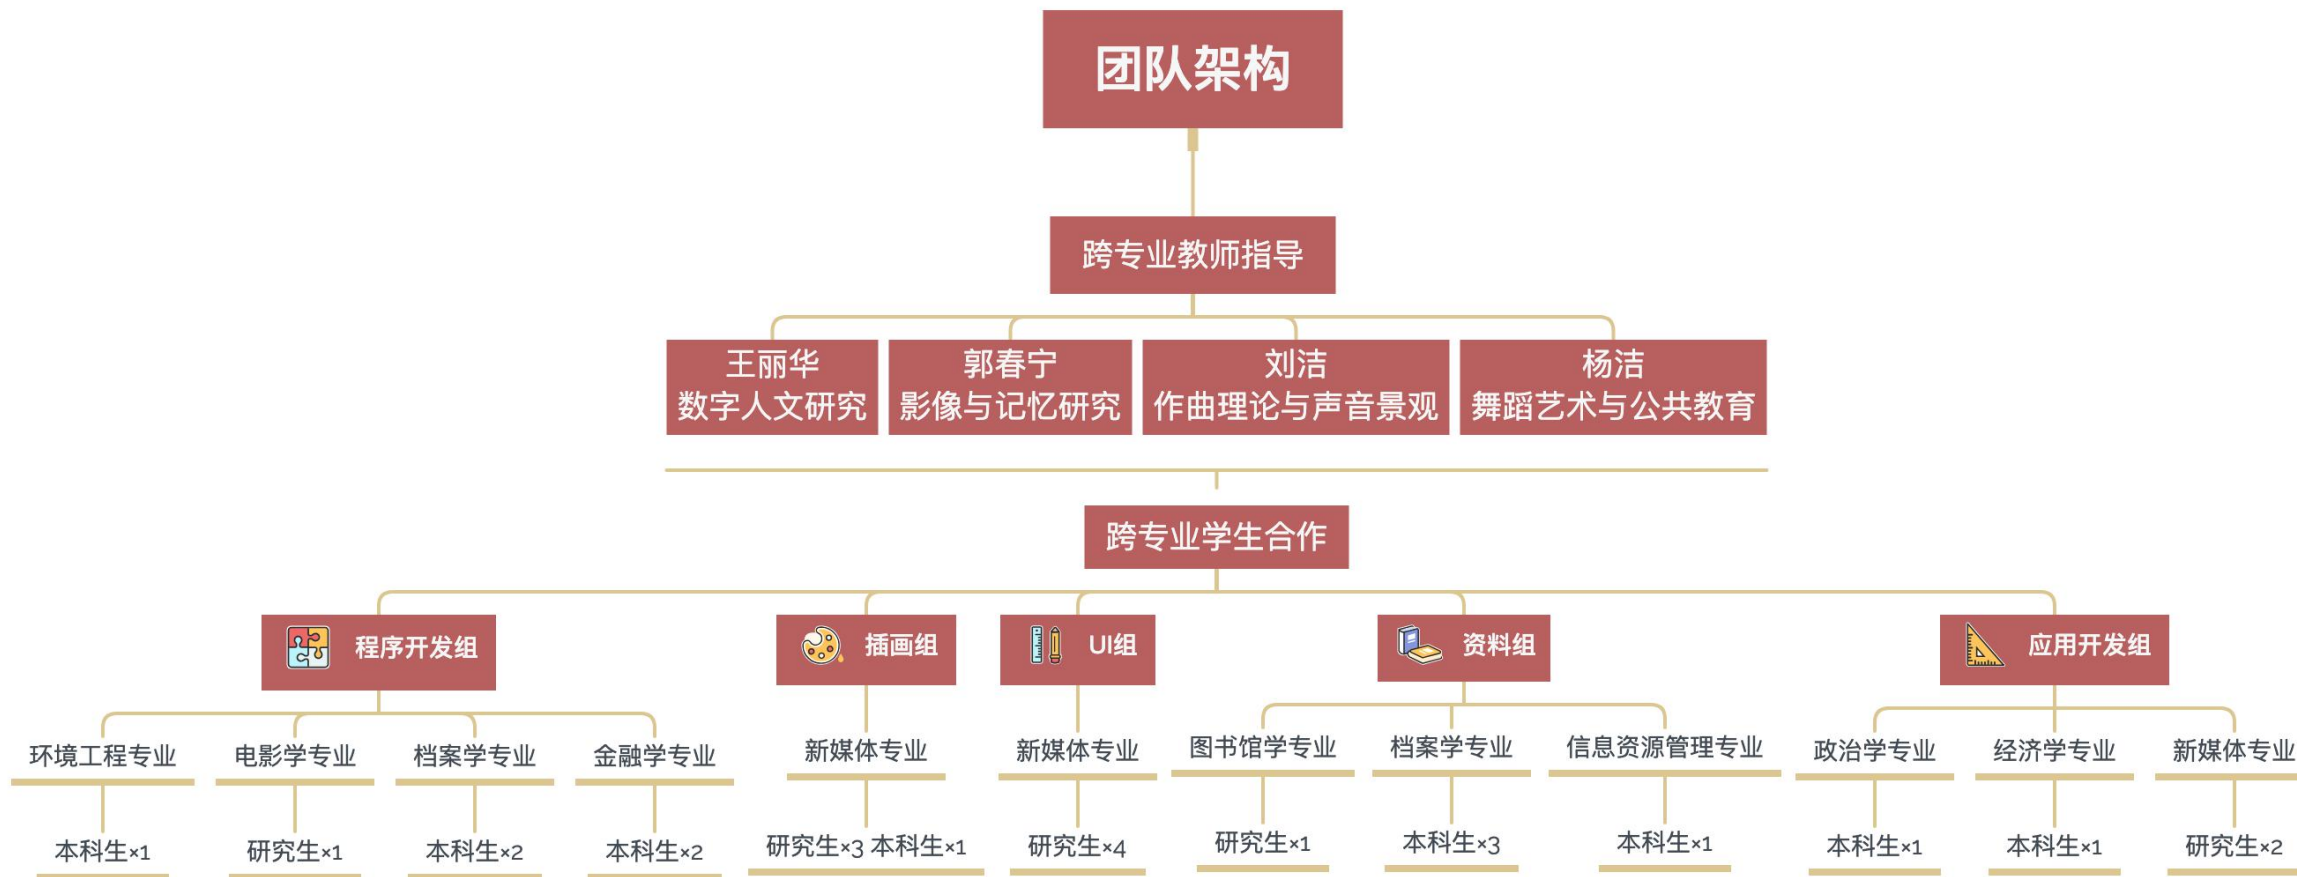 团队架构
跨专业教师指导
王丽华
数字人文研究
郭春宁
影像与记忆研究
刘洁
作曲理论与声音景观
杨洁
舞蹈艺术与公共教育
跨专业学生合作
程序开发组
插画组
UI组
资料组
应用开发组
环境工程专业
电影学专业
档案学专业
金融学专业
新媒体专业
新媒体专业
图书馆学专业
档案学专业
信息资源管理专业
政治学专业
经济学专业
新媒体专业
本科生×1
研究生×1
本科生×2
本科生×2
研究生×3 本科生×1
研究生×4
研究生×1
本科生×3
本科生×1
本科生×1
本科生×1
研究生×2